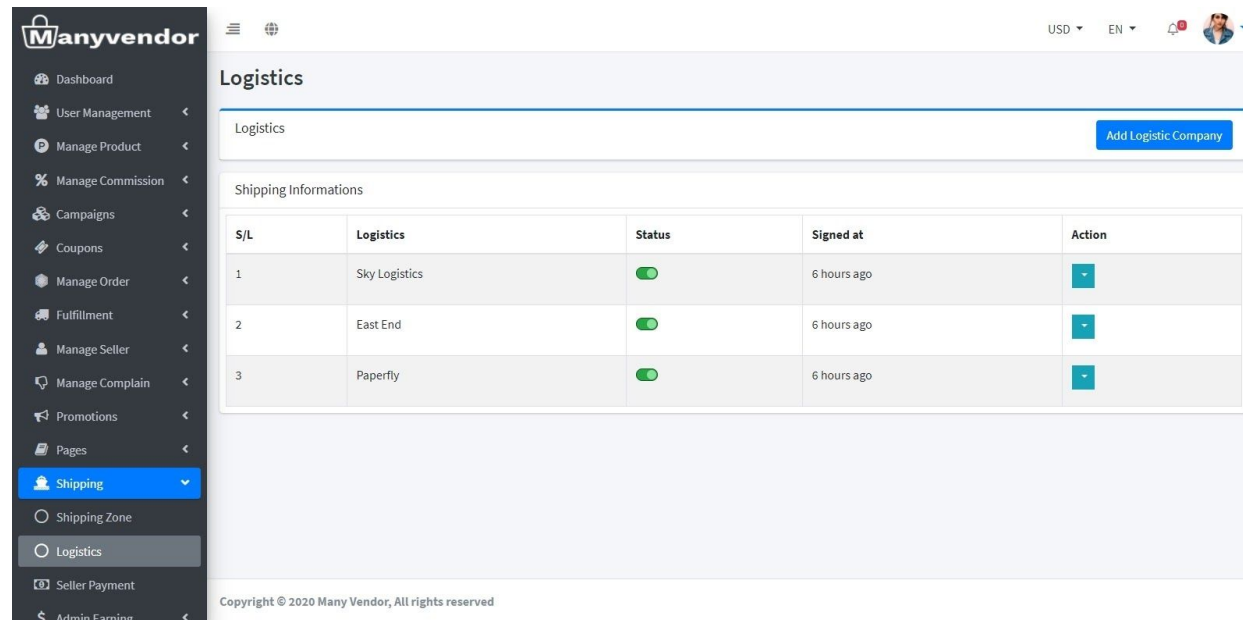 Manyvendor
USD EN 0
Dashboard
User Management
Manage Product
Manage Commission
Campaigns
Coupons
Manage Order
Fulfillment
Manage Seller
Manage Complain
Promotions
Pages
Shipping
Shipping Zone
Logistics
Seller Payment
Admin Earning
Logistics
Logistics Add Logistic Company
Shipping Informations
S/L Logistics Status Signed at Action
1 Sky Logistics 6 hours ago
2 East End 6 hours ago
3 Paperfly 6 hours ago
Copyright © 2020 Many Vendor, All rights reserved